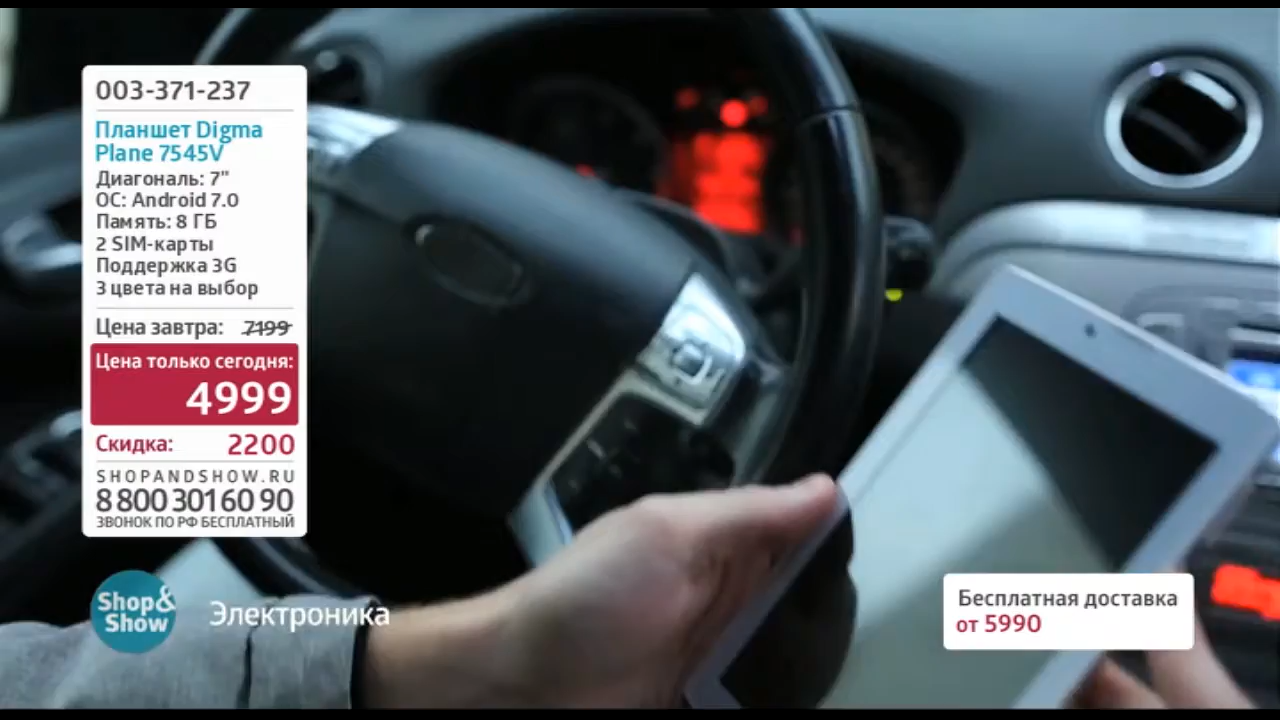 003-371-237
Планшет Digma
Plane 7545V
Диагональ: 7"
ОС: Android 7.0
Память: 8 ГБ
2 SIM-карты
Поддержка 3G
3 цвета на выбор
Цена завтра: 7199
Цена только сегодня:
4999
Скидка: 2200
SHOPANDSHOW.RU
8 800 301 60 90
ЗВОНОК ПО РФ БЕСПЛАТНЫЙ
Shop&
Show
Электроника
Бесплатная доставка
от 5990